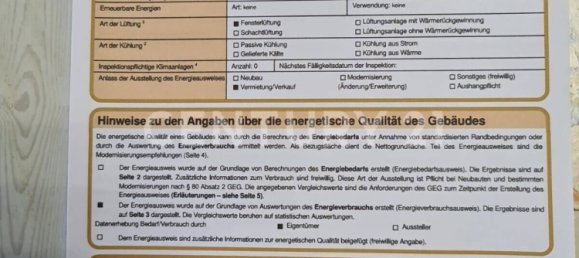 Erneuerbare Energien Art: keine Verwendung: keine
Art der Lüftung ³ ■ Fensterlüftung □ Lüftungsanlage mit Wärmerückgewinnung
□ Schachtlüftung □ Lüftungsanlage ohne Wärmerückgewinnung
Art der Kühlung □ Passive Kühlung □ Kühlung aus Strom
□ Gelieferte Kälte □ Kühlung aus Wärme
Inspektionspflichtige Klimaanlagen Anzahl: 0 Nächstes Fälligkeitsdatum der Inspektion:
Anlass der Ausstellung des Energieausweises □ Neubau □ Modernisierung □ Sonstiges (freiwillig)
■ Vermietung/Verkauf (Änderung/Erweiterung) □ Aushangpflicht
Hinweise zu den Angaben über die energetische Qualität des Gebäudes
Die energetische Qualität eines Gebäudes kann durch die Berechnung des Energiebedarfs unter Annahme von standardisierten Randbedingungen oder
durch die Auswertung des Energieverbrauchs ermittelt werden. Als Bezugsfläche dient die Nettogrundfläche. Teil des Energieausweises sind die
Modernisierungsempfehlungen (Seite 4).
□ Der Energieausweis wurde auf der Grundlage von Berechnungen des Energiebedarfs erstellt (Energiebedarfsausweis). Die Ergebnisse sind auf
Seite 2 dargestellt. Zusätzliche Informationen zum Verbrauch sind freiwillig. Diese Art der Ausstellung ist Pflicht bei Neubauten und bestimmten
Modernisierungen nach § 80 Absatz 2 GEG. Die angegebenen Vergleichswerte sind die Anforderungen des GEG zum Zeitpunkt der Erstellung des
Energieausweises (Erläuterungen – siehe Seite 5).
■ Der Energieausweis wurde auf der Grundlage von Auswertungen des Energieverbrauchs erstellt (Energieverbrauchsausweis). Die Ergebnisse sind
auf Seite 3 dargestellt. Die Vergleichswerte beruhen auf statistischen Auswertungen.
Datenerhebung Bedarf/Verbrauch durch ■ Eigentümer □ Aussteller
□ Dem Energieausweis sind zusätzliche Informationen zur energetischen Qualität beigefügt (freiwillige Angabe).